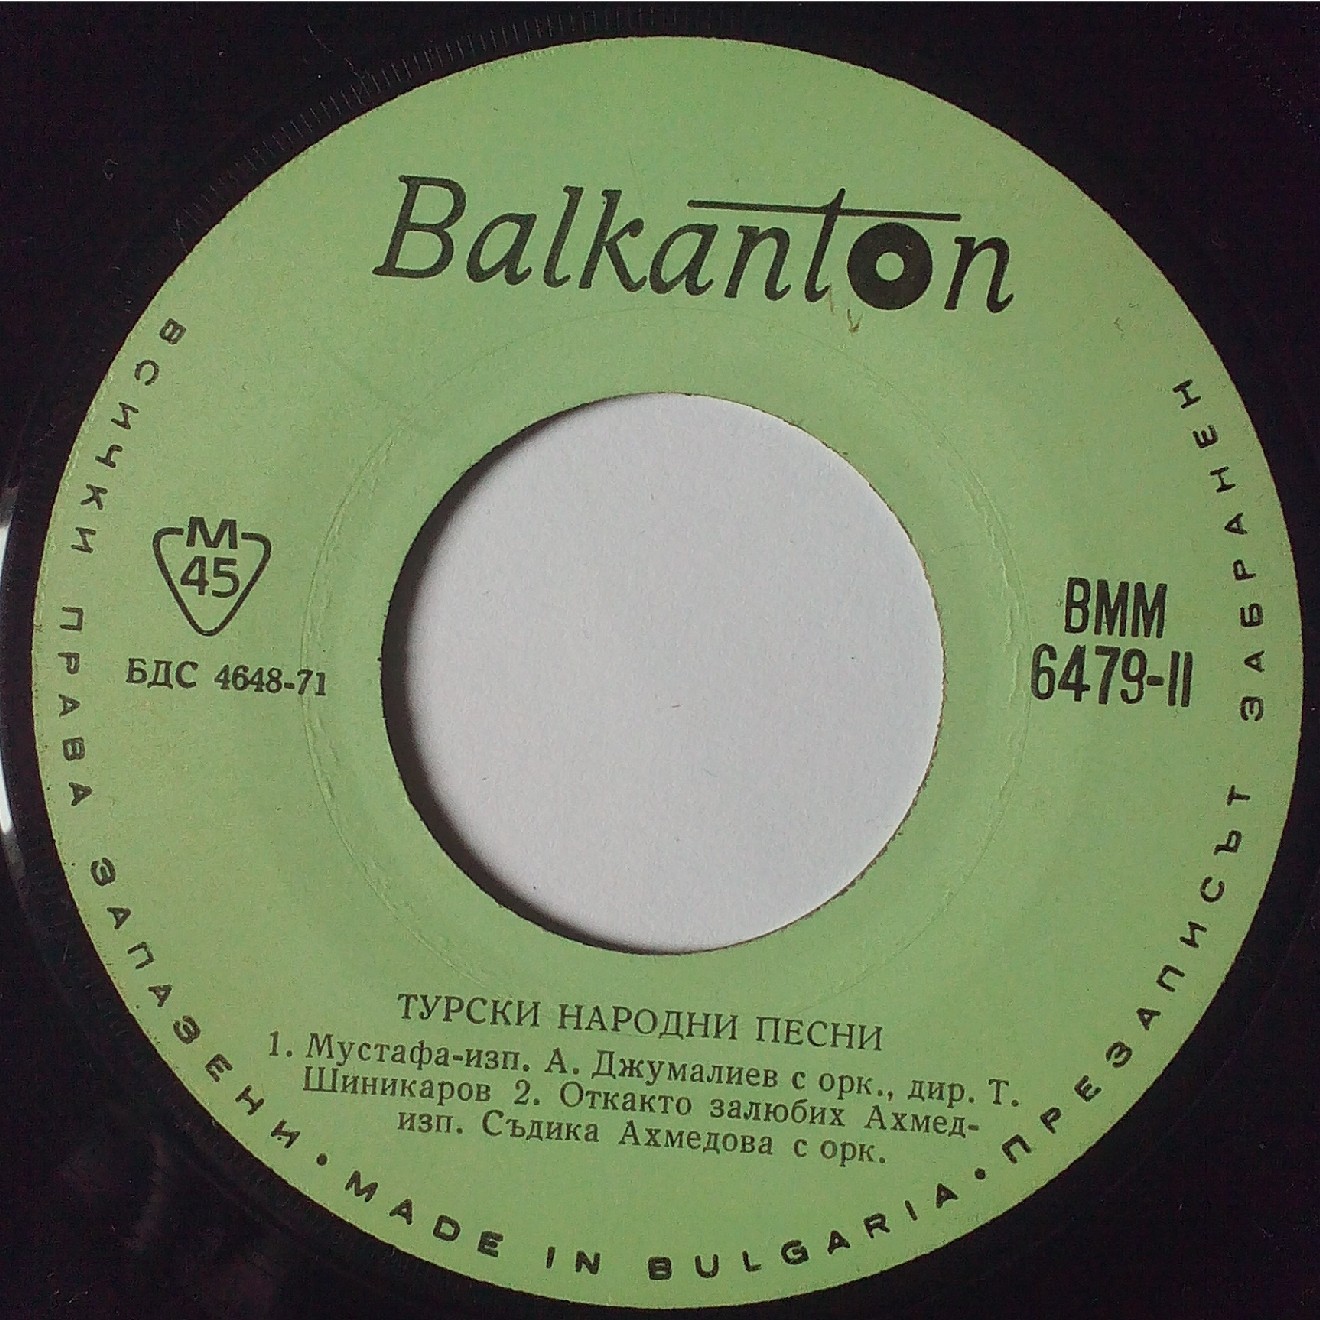 Balkanton
M
45
БДС 4648-71
ВММ
6479-II
ТУРСКИ НАРОДНИ ПЕСНИ
1. Мустафа-изп. А. Джумалиев с орк., дир. Т.
Шиникаров 2. Откакто залюбих Ахмед-
изп. Съдика Ахмедова с орк.
ВСИЧКИ ПРАВА ЗАПАЗЕНИ • MADE IN BULGARIA • ПРЕЗАПИСЪТ ЗАБРАНЕН